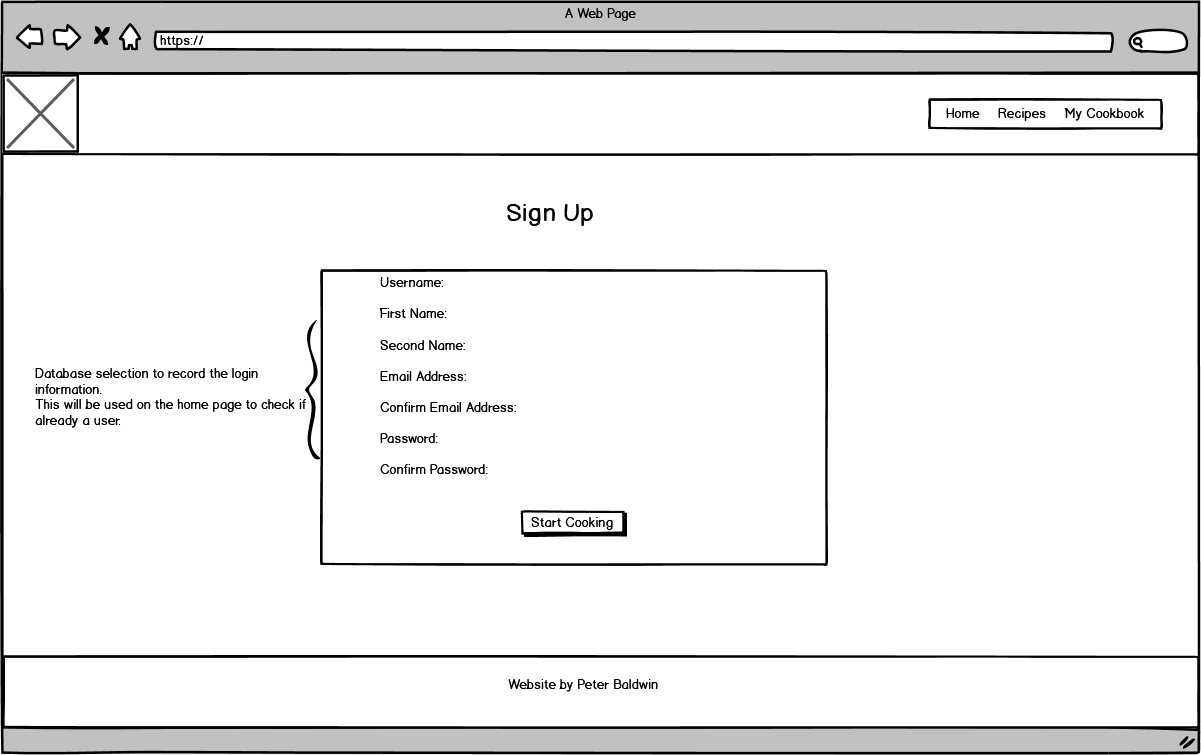 A Web Page
https://
Home Recipes My Cookbook
Sign Up
Username:
First Name:
Second Name:
Email Address:
Confirm Email Address:
Password:
Confirm Password:
Database selection to record the login
information.
This will be used on the home page to check if
already a user.
Start Cooking
Website by Peter Baldwin